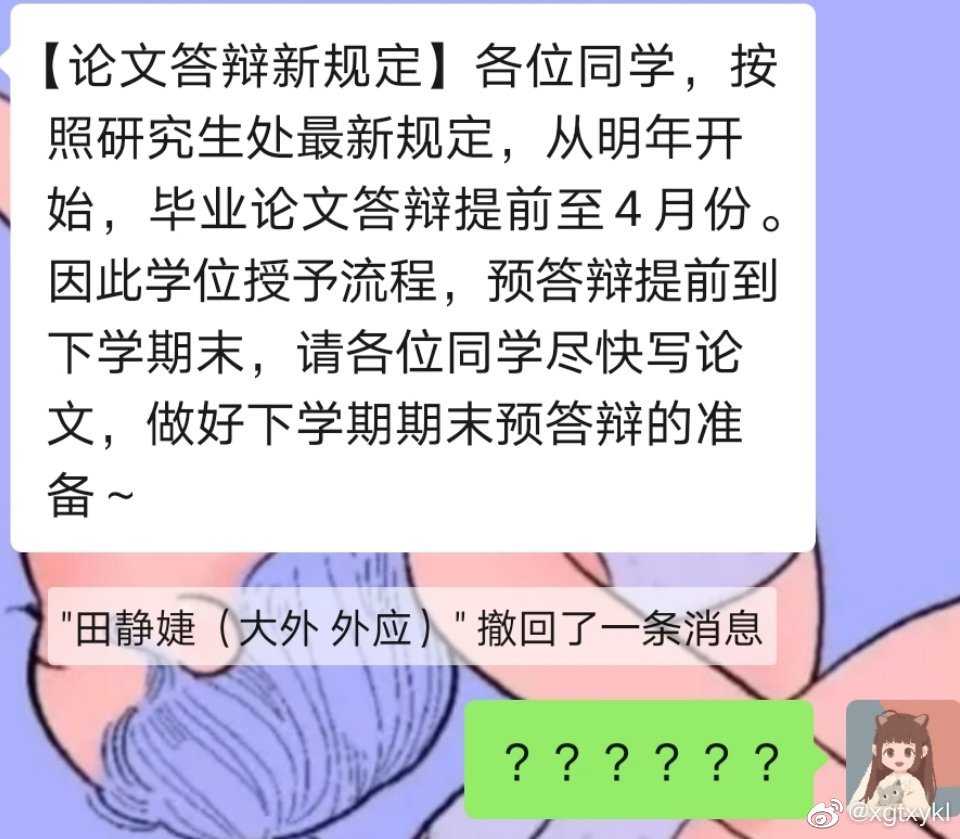 【论文答辩新规定】各位同学，按
照研究生处最新规定，从明年开
始，毕业论文答辩提前至4月份。
因此学位授予流程，预答辩提前到
下学期末，请各位同学尽快写论
文，做好下学期期末预答辩的准
备~
"田静婕（大外 外应）" 撤回了一条消息
？？？？？？
@xgtxykl